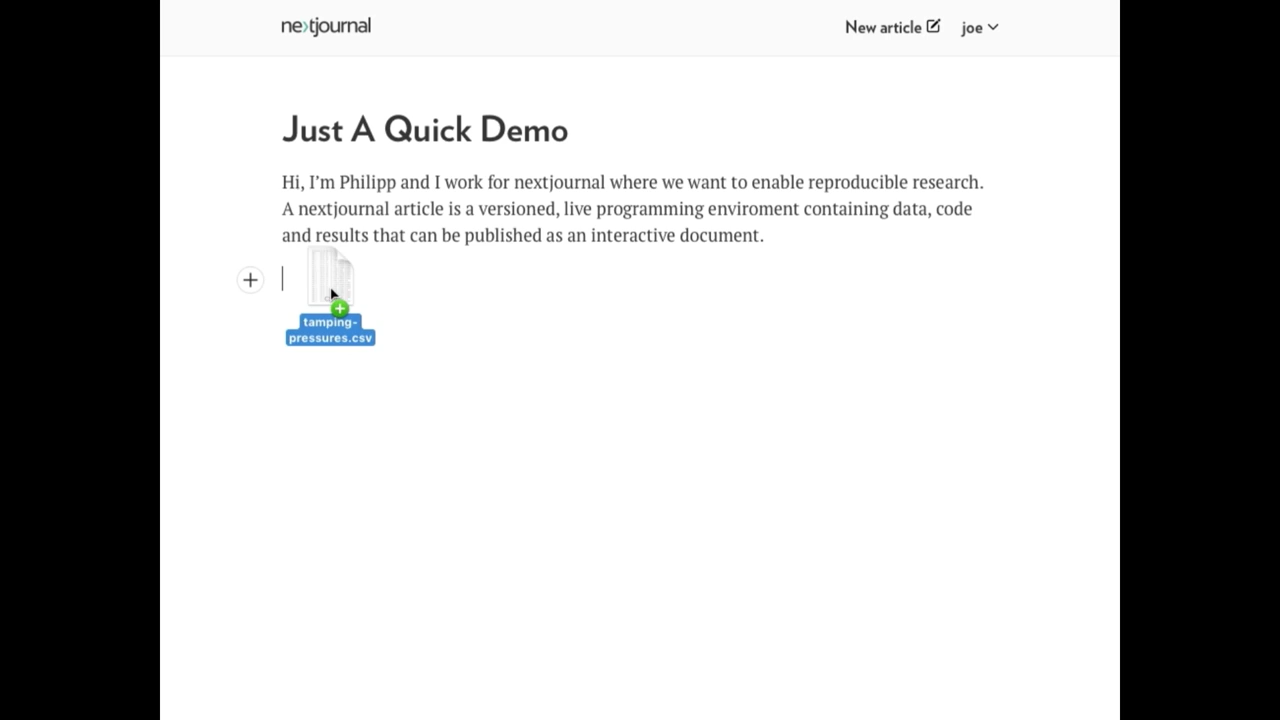 nextjournal
New article
joe
Just A Quick Demo
Hi, I'm Philipp and I work for nextjournal where we want to enable reproducible research.
A nextjournal article is a versioned, live programming enviroment containing data, code
and results that can be published as an interactive document.
tamping-
pressures.csv